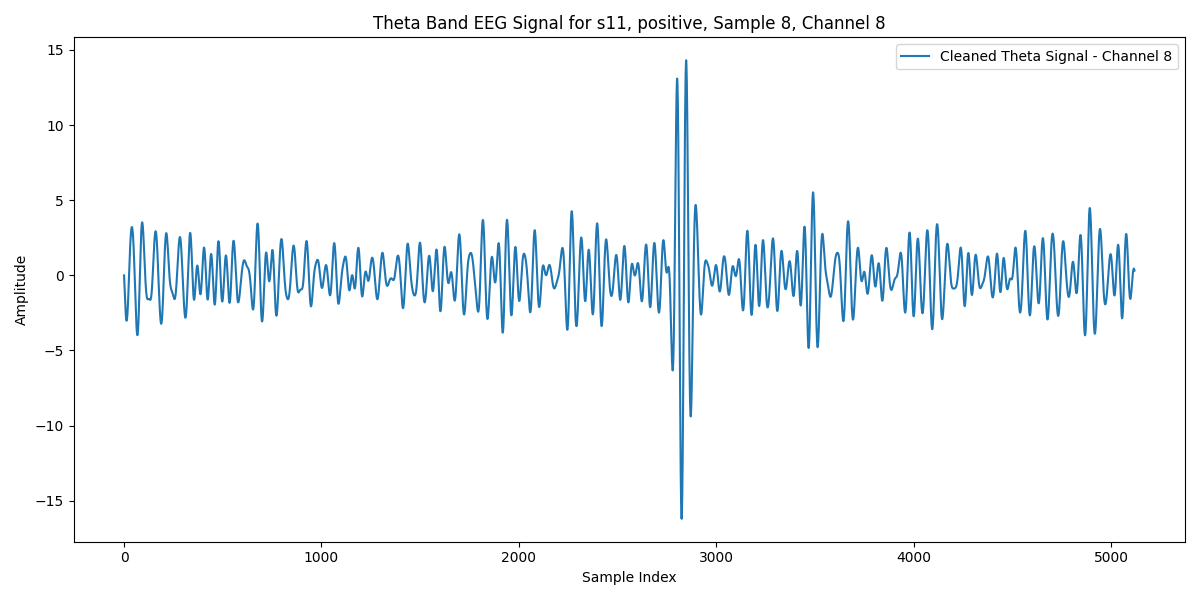 Theta Band EEG Signal for s11, positive, Sample 8, Channel 8
Cleaned Theta Signal - Channel 8
15
10
5
0
−5
−10
−15
Amplitude
0 1000 2000 3000 4000 5000
Sample Index